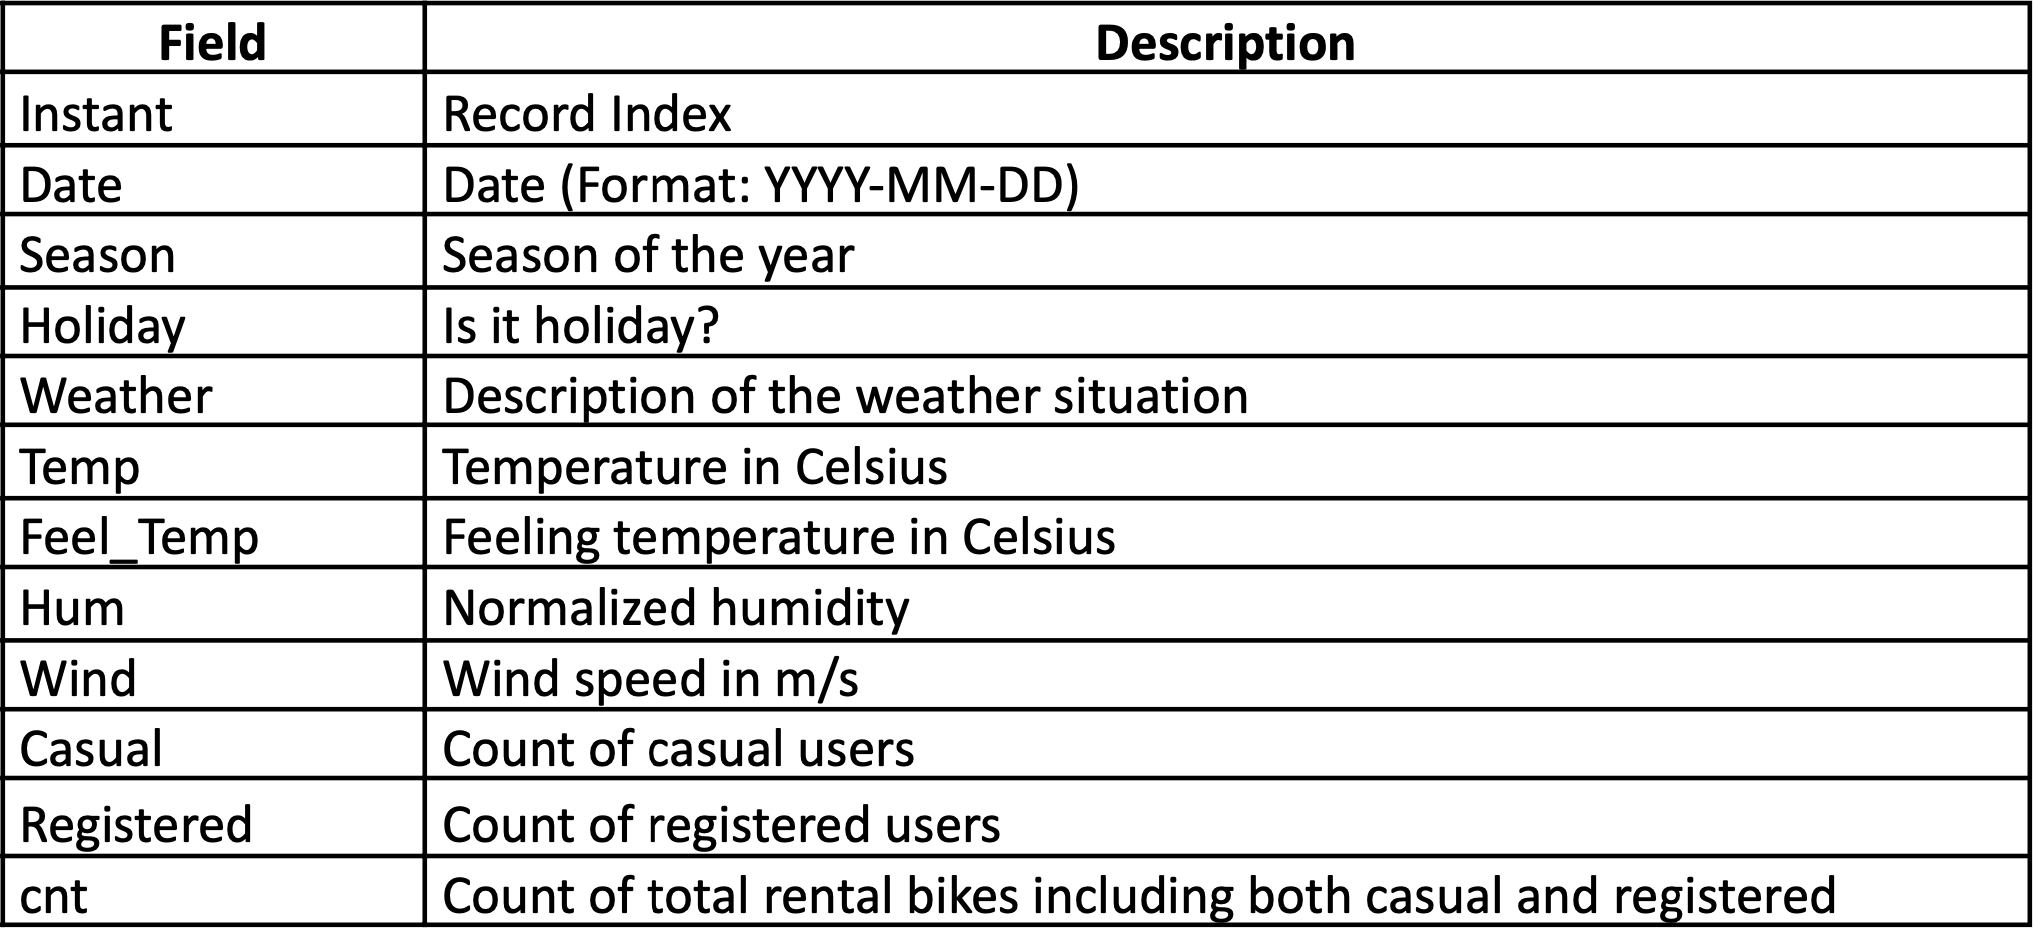 Field Description
Instant Record Index
Date Date (Format: YYYY-MM-DD)
Season Season of the year
Holiday Is it holiday?
Weather Description of the weather situation
Temp Temperature in Celsius
Feel_Temp Feeling temperature in Celsius
Hum Normalized humidity
Wind Wind speed in m/s
Casual Count of casual users
Registered Count of registered users
cnt Count of total rental bikes including both casual and registered